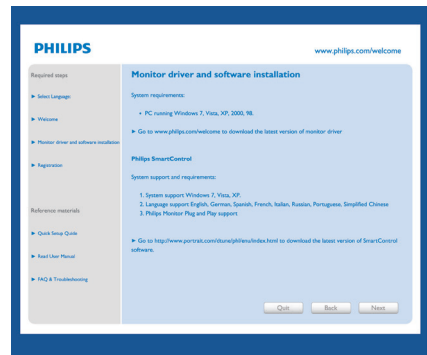 PHILIPS
www.philips.com/welcome
Required steps
► Select Language:
► Welcome
► Monitor driver and software installation
► Registration
Reference materials
► Quick Setup Guide
► Read User Manual
► FAQ & Troubleshooting
Monitor driver and software installation
System requirements:
• PC running Windows 7, Vista, XP, 2000, 98.
► Go to www.philips.com/welcome to download the latest version of monitor driver
Philips SmartControl
System support and requirements:
1. System support Windows 7, Vista, XP.
2. Language support English, German, Spanish, French, Italian, Russian, Portuguese, Simplified Chinese
3. Philips Monitor Plug and Play support
► Go to http://www.portrait.com/dtune/phil/enu/index.html to download the latest version of SmartControl
software.
Quit
Back
Next